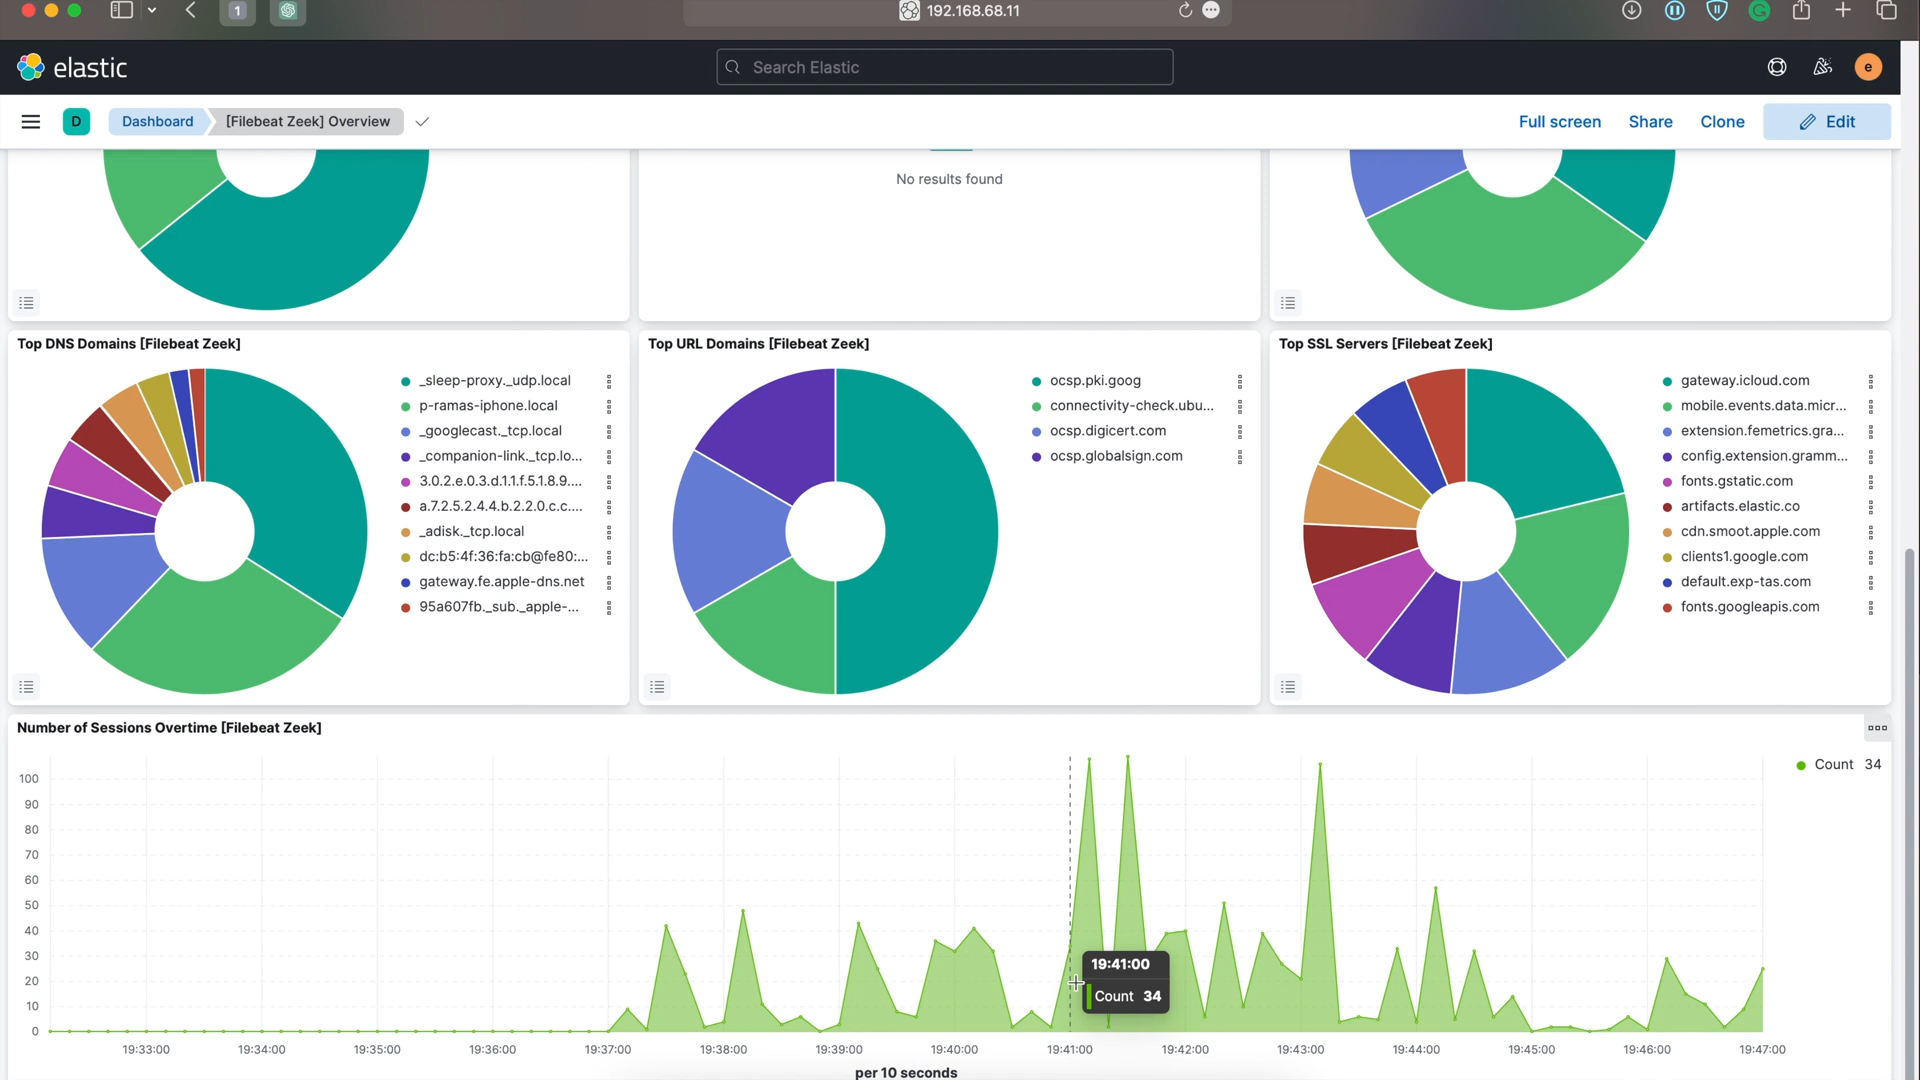 1
192.168.68.11
elastic
Search Elastic
e
D
Dashboard
[Filebeat Zeek] Overview
Full screen
Share
Clone
Edit
No results found
Top DNS Domains [Filebeat Zeek]
_sleep-proxy._udp.local
p-ramas-iphone.local
_googlecast._tcp.local
_companion-link._tcp.lo...
3.0.2.e.0.3.d.1.1.f.5.1.8.9....
a.7.2.5.2.4.4.b.2.2.0.c.c....
_adisk._tcp.local
dc:b5:4f:36:fa:cb@fe80:...
gateway.fe.apple-dns.net
95a607fb._sub._apple-...
Top URL Domains [Filebeat Zeek]
ocsp.pki.goog
connectivity-check.ubu...
ocsp.digicert.com
ocsp.globalsign.com
Top SSL Servers [Filebeat Zeek]
gateway.icloud.com
mobile.events.data.micr...
extension.femetrics.gra...
config.extension.gramm...
fonts.gstatic.com
artifacts.elastic.co
cdn.smoot.apple.com
clients1.google.com
default.exp-tas.com
fonts.googleapis.com
Number of Sessions Overtime [Filebeat Zeek]
Count 34
100
90
80
70
60
50
40
30
20
10
0
19:41:00
Count 34
19:33:00
19:34:00
19:35:00
19:36:00
19:37:00
19:38:00
19:39:00
19:40:00
19:41:00
19:42:00
19:43:00
19:44:00
19:45:00
19:46:00
19:47:00
per 10 seconds